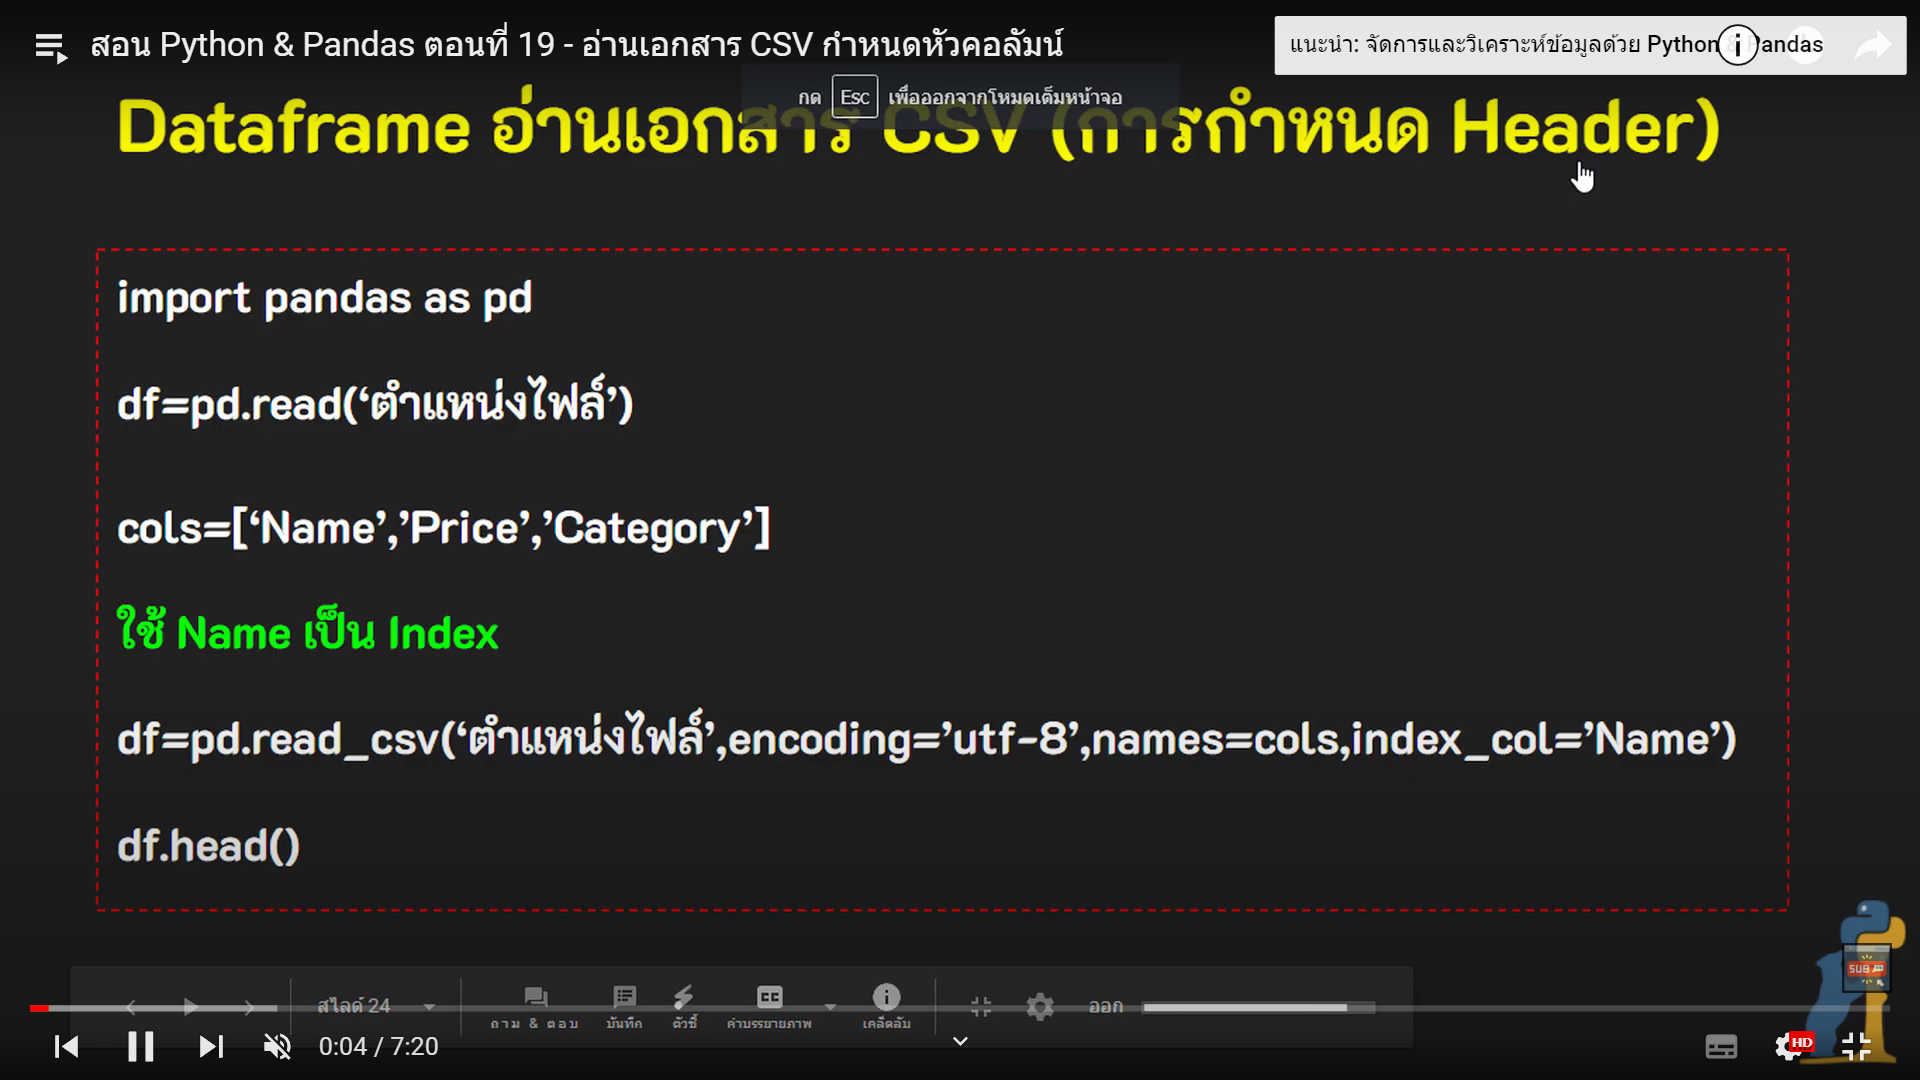 สอน Python & Pandas ตอนที่ 19 - อ่านเอกสาร CSV กำหนดหัวคอลัมน์
แนะนำ: จัดการและวิเคราะห์ข้อมูลด้วย Python & Pandas
กด Esc เพื่อออกจากโหมดเต็มหน้าจอ
Dataframe อ่านเอกสาร CSV (การกำหนด Header)
import pandas as pd
df=pd.read(‘ตำแหน่งไฟล์’)
cols=[‘Name’,’Price’,’Category’]
ใช้ Name เป็น Index
df=pd.read_csv(‘ตำแหน่งไฟล์’,encoding=’utf-8’,names=cols,index_col=’Name’)
df.head()
SUB
สไลด์ 24
ออก
ถาม & ตอบ
บันทึก
ตัวชี้
คำบรรยายภาพ
เคล็ดลับ
0:04 / 7:20
HD